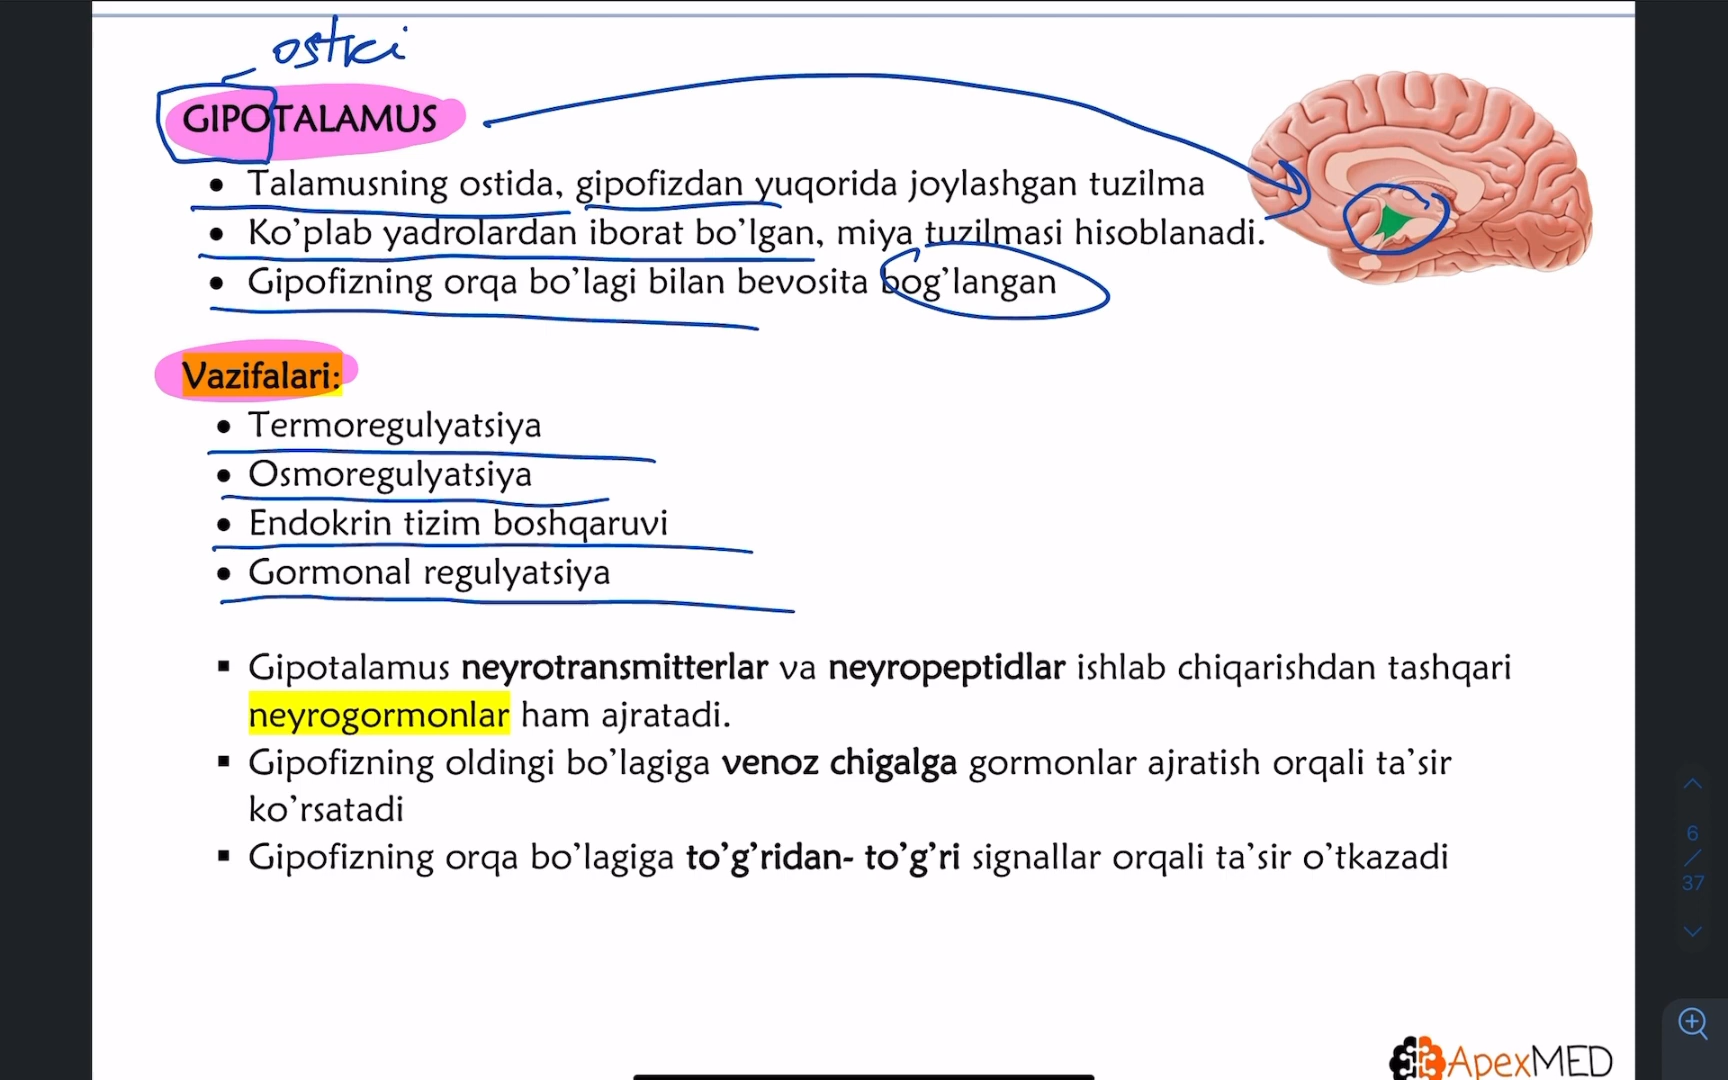 ostki
GIPOTALAMUS
• Talamusning ostida, gipofizdan yuqorida joylashgan tuzilma
• Ko’plab yadrolardan iborat bo’lgan, miya tuzilmasi hisoblanadi.
• Gipofizning orqa bo’lagi bilan bevosita bog’langan
Vazifalari:
• Termoregulyatsiya
• Osmoregulyatsiya
• Endokrin tizim boshqaruvi
• Gormonal regulyatsiya
▪ Gipotalamus neyrotransmitterlar va neyropeptidlar ishlab chiqarishdan tashqari
neyrogormonlar ham ajratadi.
▪ Gipofizning oldingi bo’lagiga venoz chigalga gormonlar ajratish orqali ta’sir
ko’rsatadi
▪ Gipofizning orqa bo’lagiga to’g’ridan- to’g’ri signallar orqali ta’sir o’tkazadi
6
/
37
ApexMED